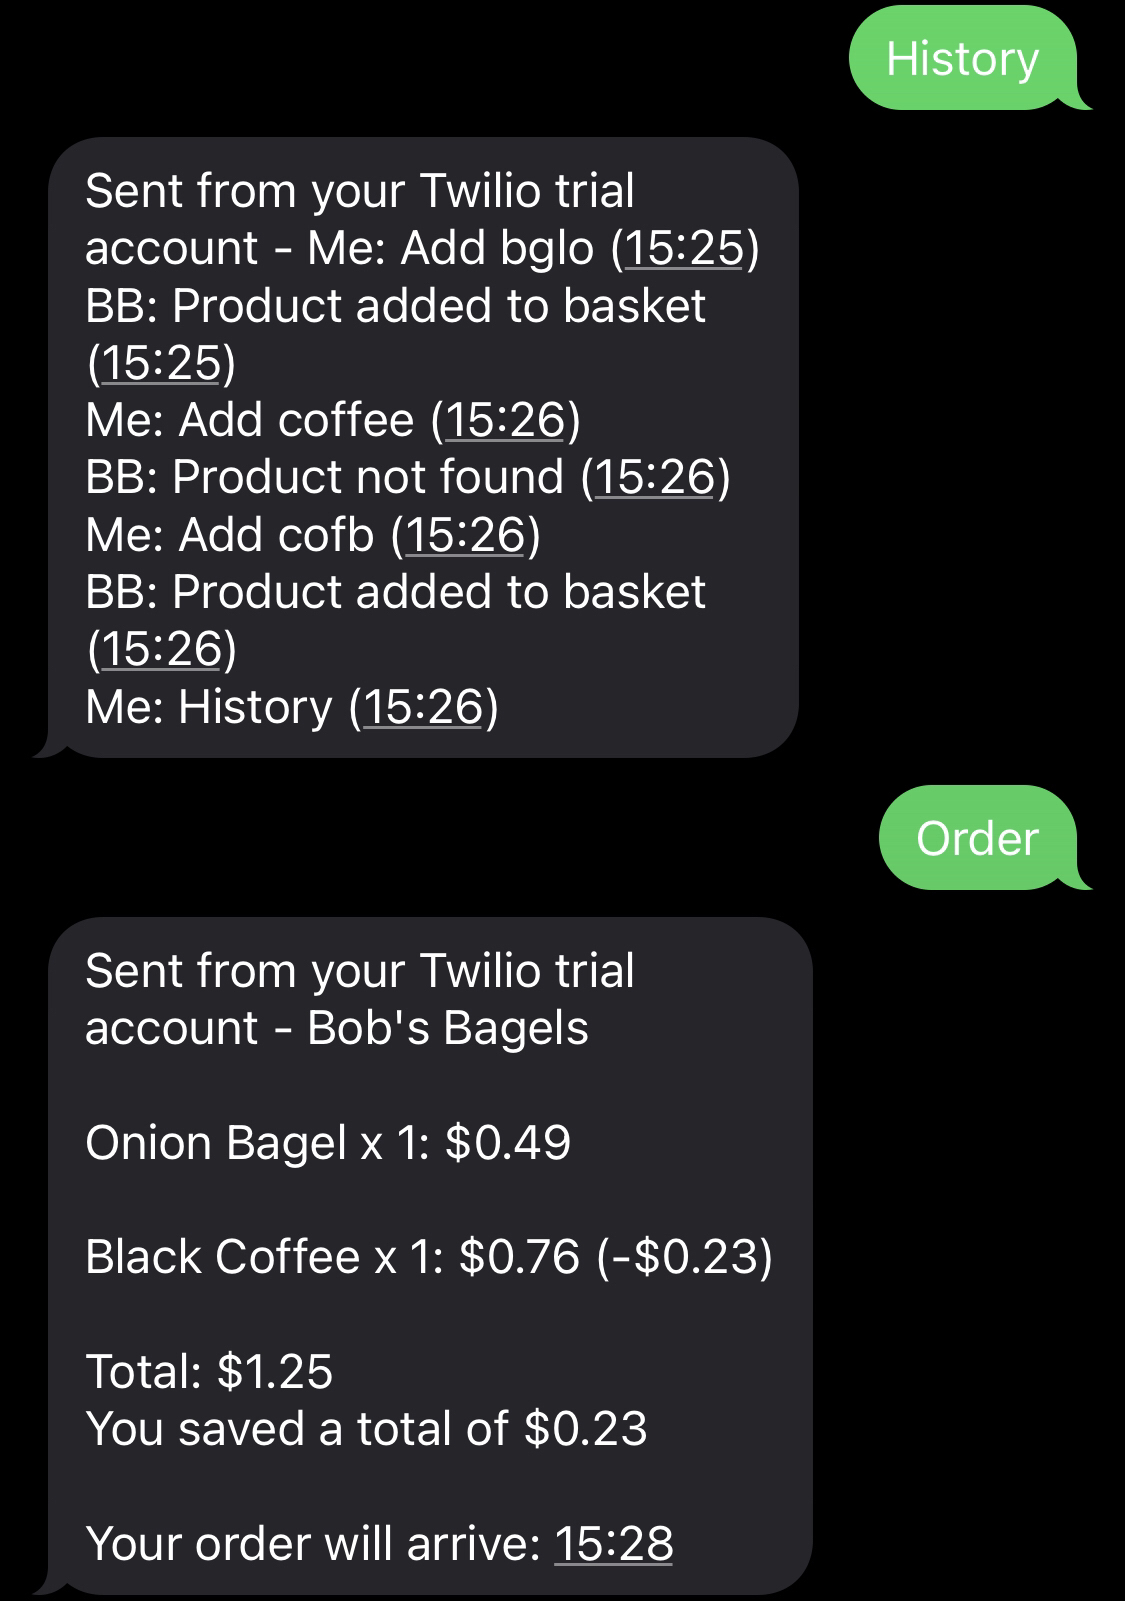 History
Sent from your Twilio trial
account - Me: Add bglo (15:25)
BB: Product added to basket
(15:25)
Me: Add coffee (15:26)
BB: Product not found (15:26)
Me: Add cofb (15:26)
BB: Product added to basket
(15:26)
Me: History (15:26)
Order
Sent from your Twilio trial
account - Bob's Bagels
Onion Bagel x 1: $0.49
Black Coffee x 1: $0.76 (-$0.23)
Total: $1.25
You saved a total of $0.23
Your order will arrive: 15:28